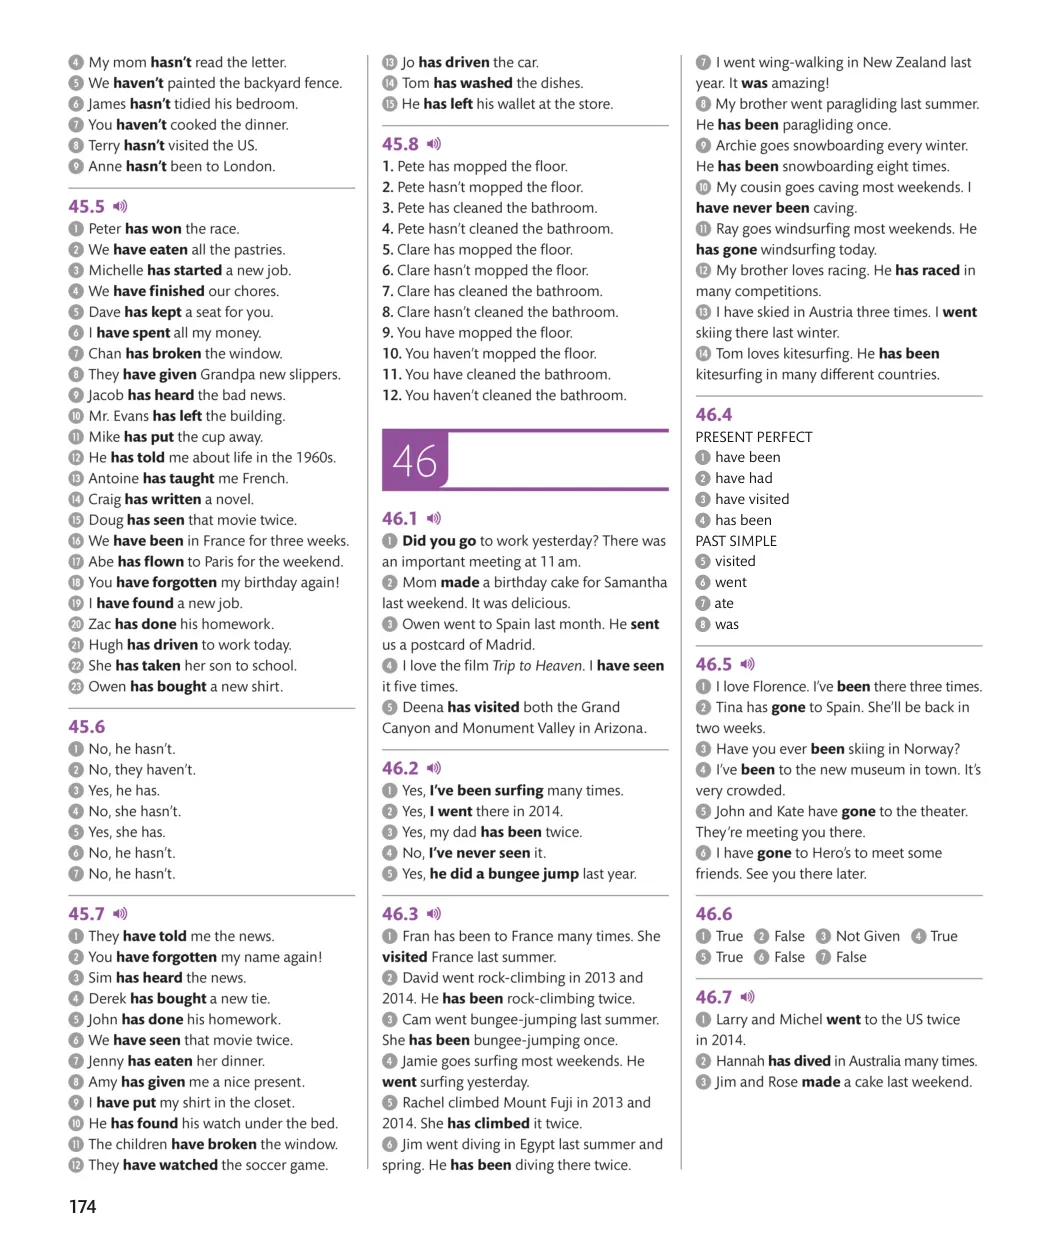 4 My mom hasn't read the letter.
5 We haven't painted the backyard fence.
6 James hasn't tidied his bedroom.
7 You haven't cooked the dinner.
8 Terry hasn't visited the US.
9 Anne hasn't been to London.
45.5
1 Peter has won the race.
2 We have eaten all the pastries.
3 Michelle has started a new job.
4 We have finished our chores.
5 Dave has kept a seat for you.
6 I have spent all my money.
7 Chan has broken the window.
8 They have given Grandpa new slippers.
9 Jacob has heard the bad news.
10 Mr. Evans has left the building.
11 Mike has put the cup away.
12 He has told me about life in the 1960s.
13 Antoine has taught me French.
14 Craig has written a novel.
15 Doug has seen that movie twice.
16 We have been in France for three weeks.
17 Abe has flown to Paris for the weekend.
18 You have forgotten my birthday again!
19 I have found a new job.
20 Zac has done his homework.
21 Hugh has driven to work today.
22 She has taken her son to school.
23 Owen has bought a new shirt.
45.6
1 No, he hasn't.
2 No, they haven't.
3 Yes, he has.
4 No, she hasn't.
5 Yes, she has.
6 No, he hasn't.
7 No, he hasn't.
45.7
1 They have told me the news.
2 You have forgotten my name again!
3 Sim has heard the news.
4 Derek has bought a new tie.
5 John has done his homework.
6 We have seen that movie twice.
7 Jenny has eaten her dinner.
8 Amy has given me a nice present.
9 I have put my shirt in the closet.
10 He has found his watch under the bed.
11 The children have broken the window.
12 They have watched the soccer game.
13 Jo has driven the car.
14 Tom has washed the dishes.
15 He has left his wallet at the store.
45.8
1. Pete has mopped the floor.
2. Pete hasn't mopped the floor.
3. Pete has cleaned the bathroom.
4. Pete hasn't cleaned the bathroom.
5. Clare has mopped the floor.
6. Clare hasn't mopped the floor.
7. Clare has cleaned the bathroom.
8. Clare hasn't cleaned the bathroom.
9. You have mopped the floor.
10. You haven't mopped the floor.
11. You have cleaned the bathroom.
12. You haven't cleaned the bathroom.
46
46.1
1 Did you go to work yesterday? There was
an important meeting at 11 am.
2 Mom made a birthday cake for Samantha
last weekend. It was delicious.
3 Owen went to Spain last month. He sent
us a postcard of Madrid.
4 I love the film Trip to Heaven. I have seen
it five times.
5 Deena has visited both the Grand
Canyon and Monument Valley in Arizona.
46.2
1 Yes, I've been surfing many times.
2 Yes, I went there in 2014.
3 Yes, my dad has been twice.
4 No, I've never seen it.
5 Yes, he did a bungee jump last year.
46.3
1 Fran has been to France many times. She
visited France last summer.
2 David went rock-climbing in 2013 and
2014. He has been rock-climbing twice.
3 Cam went bungee-jumping last summer.
She has been bungee-jumping once.
4 Jamie goes surfing most weekends. He
went surfing yesterday.
5 Rachel climbed Mount Fuji in 2013 and
2014. She has climbed it twice.
6 Jim went diving in Egypt last summer and
spring. He has been diving there twice.
7 I went wing-walking in New Zealand last
year. It was amazing!
8 My brother went paragliding last summer.
He has been paragliding once.
9 Archie goes snowboarding every winter.
He has been snowboarding eight times.
10 My cousin goes caving most weekends. I
have never been caving.
11 Ray goes windsurfing most weekends. He
has gone windsurfing today.
12 My brother loves racing. He has raced in
many competitions.
13 I have skied in Austria three times. I went
skiing there last winter.
14 Tom loves kitesurfing. He has been
kitesurfing in many different countries.
46.4
PRESENT PERFECT
1 have been
2 have had
3 have visited
4 has been
PAST SIMPLE
5 visited
6 went
7 ate
8 was
46.5
1 I love Florence. I've been there three times.
2 Tina has gone to Spain. She'll be back in
two weeks.
3 Have you ever been skiing in Norway?
4 I've been to the new museum in town. It's
very crowded.
5 John and Kate have gone to the theater.
They're meeting you there.
6 I have gone to Hero's to meet some
friends. See you there later.
46.6
1 True 2 False 3 Not Given 4 True
5 True 6 False 7 False
46.7
1 Larry and Michel went to the US twice
in 2014.
2 Hannah has dived in Australia many times.
3 Jim and Rose made a cake last weekend.
174